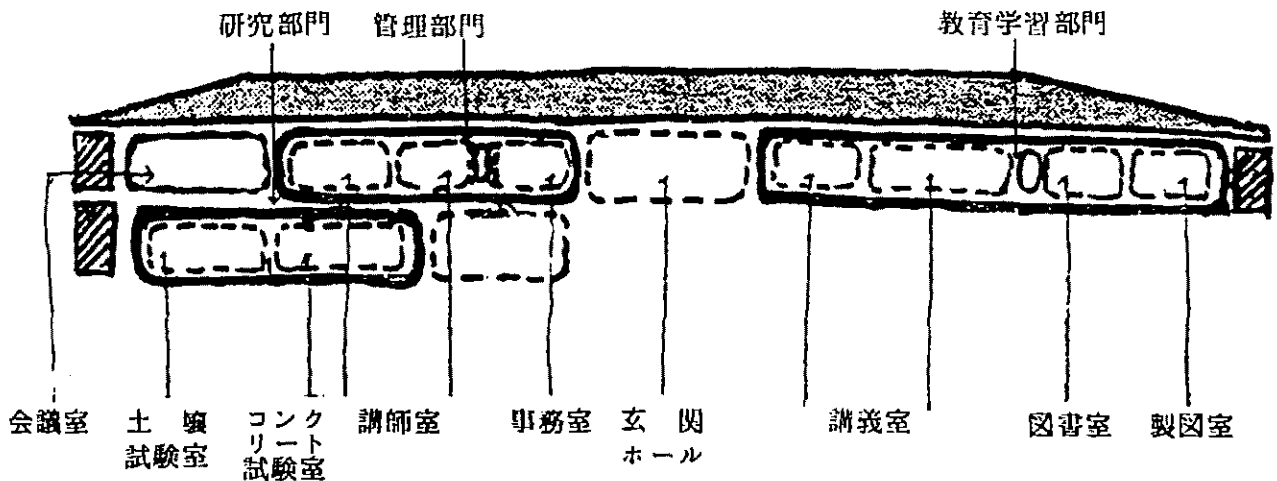 研究部門 管理部門 教育学習部門
会議室 土壌 コンク 講師室 事務室 玄関 講義室 図書室 製図室
試験室 リート ホール
試験室